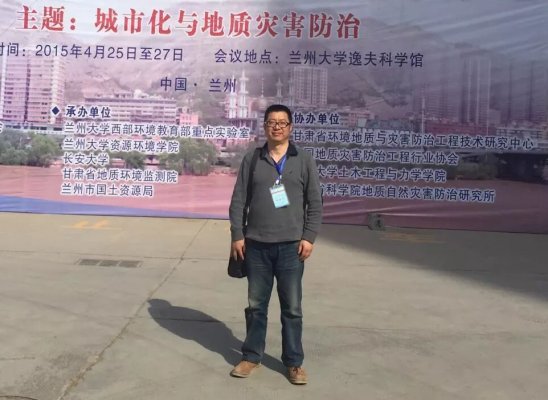 主题：城市化与地质灾害防治
时间：2015年4月25日至27日 会议地点：兰州大学逸夫科学馆
中国·兰州
承办单位
兰州大学西部环境教育部重点实验室
兰州大学资源环境学院
长安大学
甘肃省地质环境监测院
兰州市国土资源局
协办单位
甘肃省环境地质与灾害防治工程技术研究中心
地质灾害防治工程行业协会
大学土木工程与力学学院
科学院地质自然灾害防治研究所